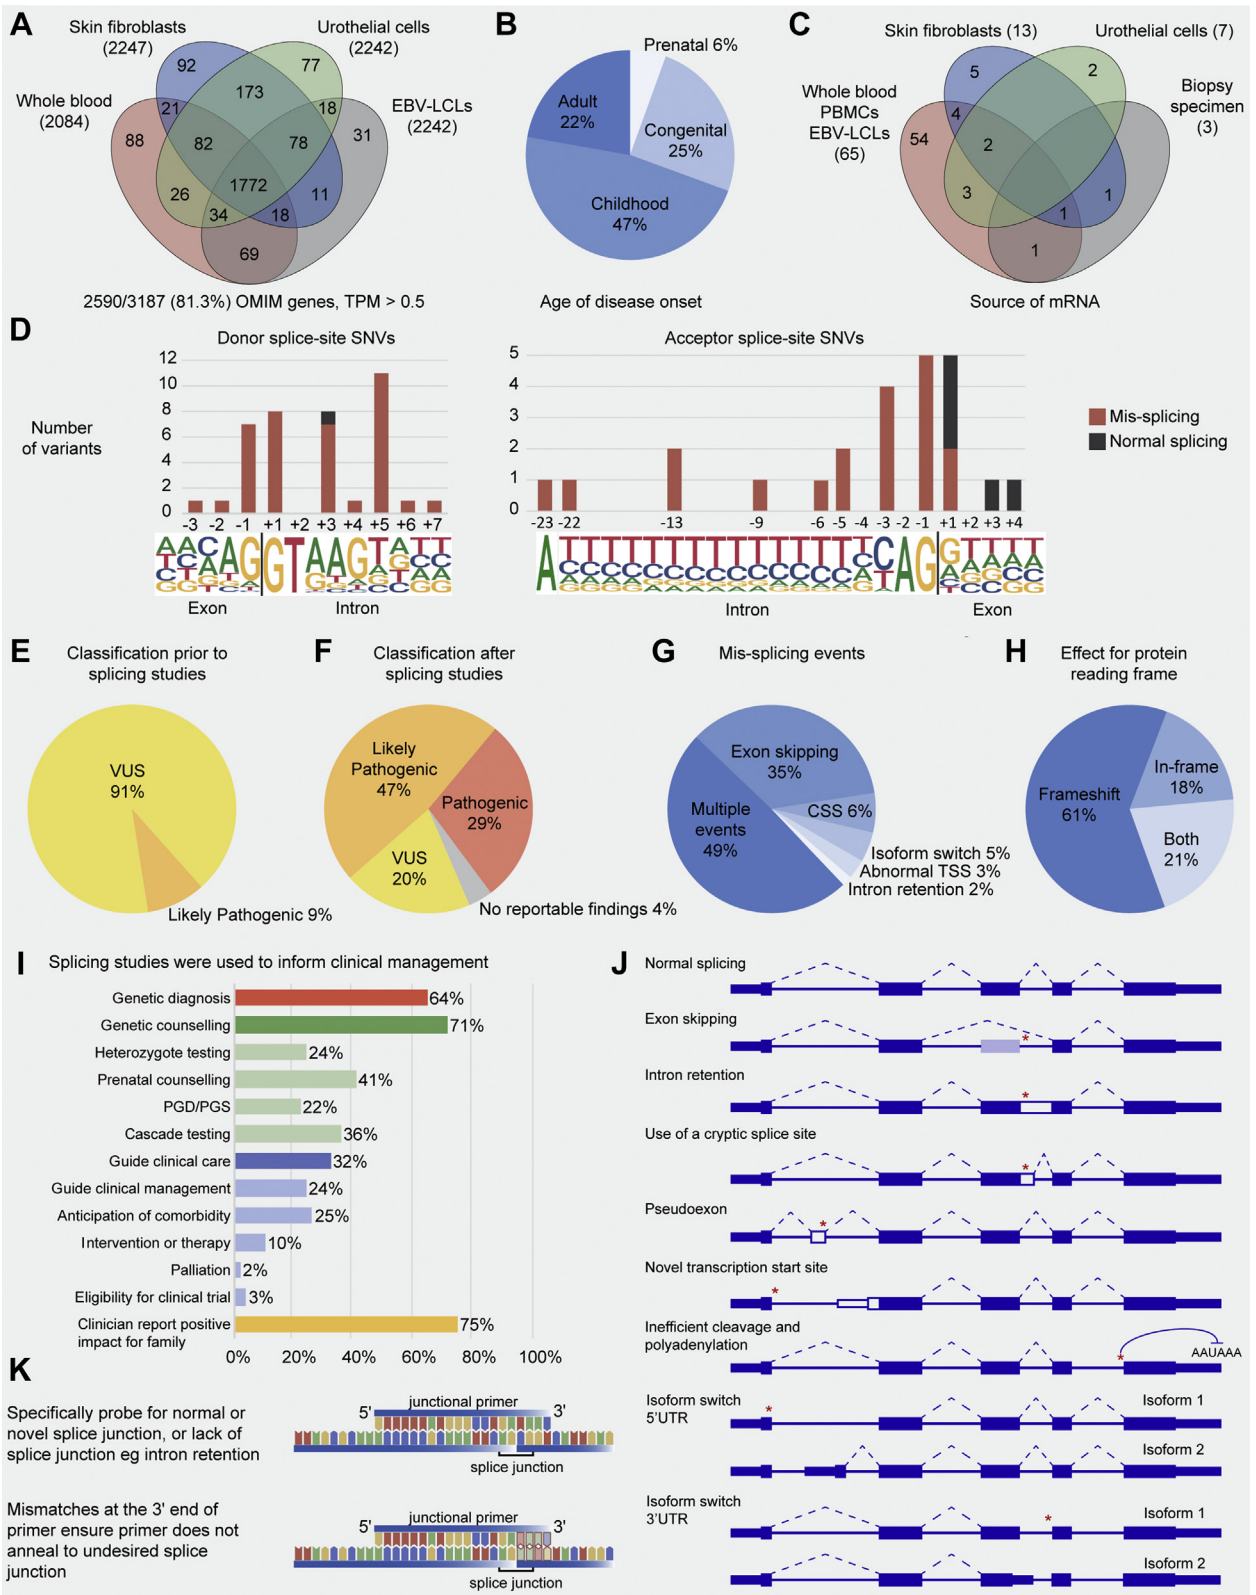 A
Skin fibroblasts
(2247)
Urothelial cells
(2242)
Whole blood
(2084)
EBV-LCLs
(2242)
92
77
173
21
18
88
31
82
78
1772
26
11
34
18
69
2590/3187 (81.3%) OMIM genes, TPM > 0.5
B
Prenatal 6%
Adult
22%
Congenital
25%
Childhood
47%
Age of disease onset
C
Skin fibroblasts (13)
Urothelial cells (7)
Whole blood
PBMCs
EBV-LCLs
(65)
Biopsy
specimen
(3)
5
2
4
54
2
3
1
1
1
Source of mRNA
D
Donor splice-site SNVs
Number
of variants
12
10
8
6
4
2
0
-3 -2 -1 +1 +2 +3 +4 +5 +6 +7
Exon
Intron
Acceptor splice-site SNVs
5
4
3
2
1
0
-23 -22 -13 -9 -6 -5 -4 -3 -2 -1 +1 +2 +3 +4
Intron
Exon
Mis-splicing
Normal splicing
E
Classification prior to
splicing studies
VUS
91%
Likely Pathogenic 9%
F
Classification after
splicing studies
Likely
Pathogenic
47%
Pathogenic
29%
VUS
20%
No reportable findings 4%
G
Mis-splicing events
Exon skipping
35%
CSS 6%
Multiple
events
49%
Isoform switch 5%
Abnormal TSS 3%
Intron retention 2%
H
Effect for protein
reading frame
In-frame
18%
Frameshift
61%
Both
21%
I
Splicing studies were used to inform clinical management
Genetic diagnosis 64%
Genetic counselling 71%
Heterozygote testing 24%
Prenatal counselling 41%
PGD/PGS 22%
Cascade testing 36%
Guide clinical care 32%
Guide clinical management 24%
Anticipation of comorbidity 25%
Intervention or therapy 10%
Palliation 2%
Eligibility for clinical trial 3%
Clinician report positive 75%
impact for family
0% 20% 40% 60% 80% 100%
J
Normal splicing
Exon skipping
*
Intron retention
*
Use of a cryptic splice site
*
Pseudoexon
*
Novel transcription start site
*
Inefficient cleavage and
polyadenylation
*
AAUAAA
Isoform switch
5'UTR
*
Isoform 1
Isoform 2
Isoform switch
3'UTR
*
Isoform 1
Isoform 2
K
Specifically probe for normal or
novel splice junction, or lack of
splice junction eg intron retention
junctional primer
5'
3'
splice junction
Mismatches at the 3' end of
primer ensure primer does not
anneal to undesired splice
junction
junctional primer
5'
3'
splice junction